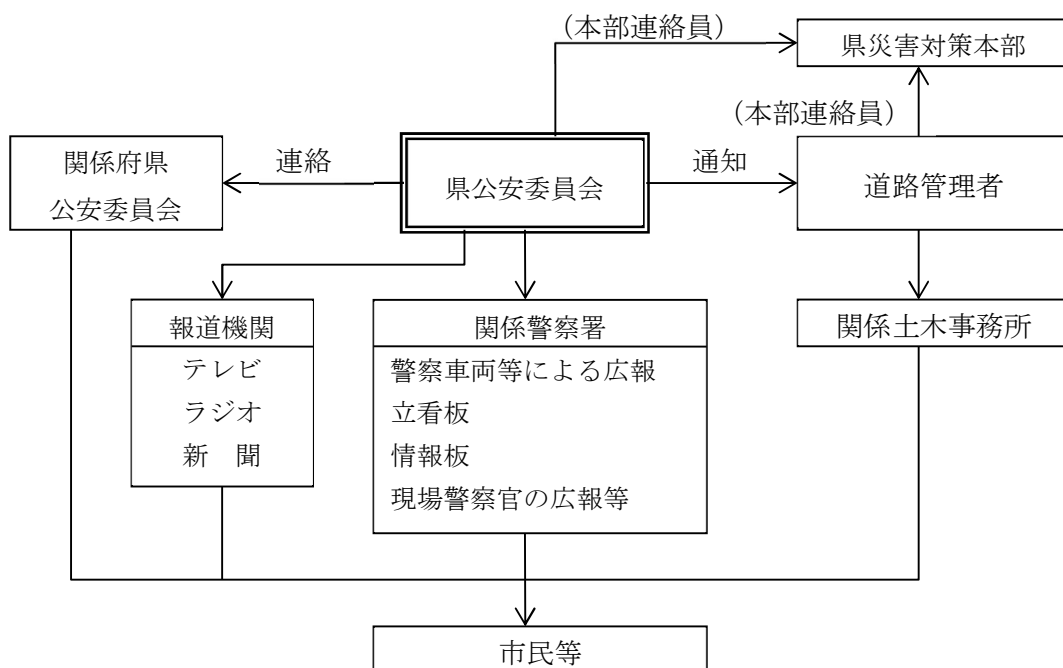 (本部連絡員)
県災害対策本部
(本部連絡員)
関係府県
公安委員会
連絡
県公安委員会
通知
道路管理者
報道機関
テレビ
ラジオ
新 聞
関係警察署
警察車両等による広報
立看板
情報板
現場警察官の広報等
関係土木事務所
市民等